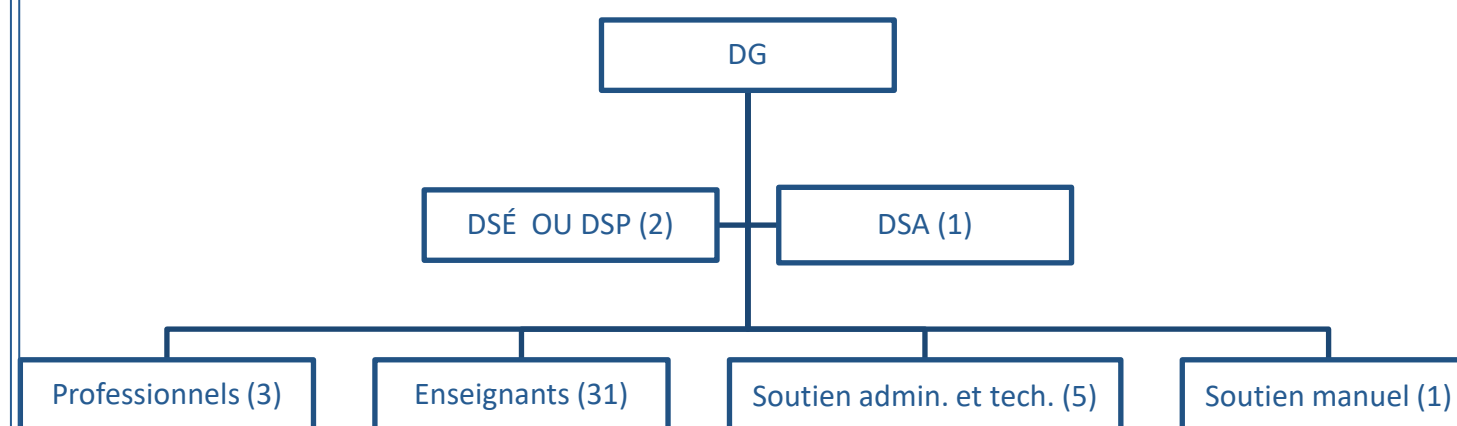 DG
DSÉ OU DSP (2)
DSA (1)
Professionnels (3)
Enseignants (31)
Soutien admin. et tech. (5)
Soutien manuel (1)